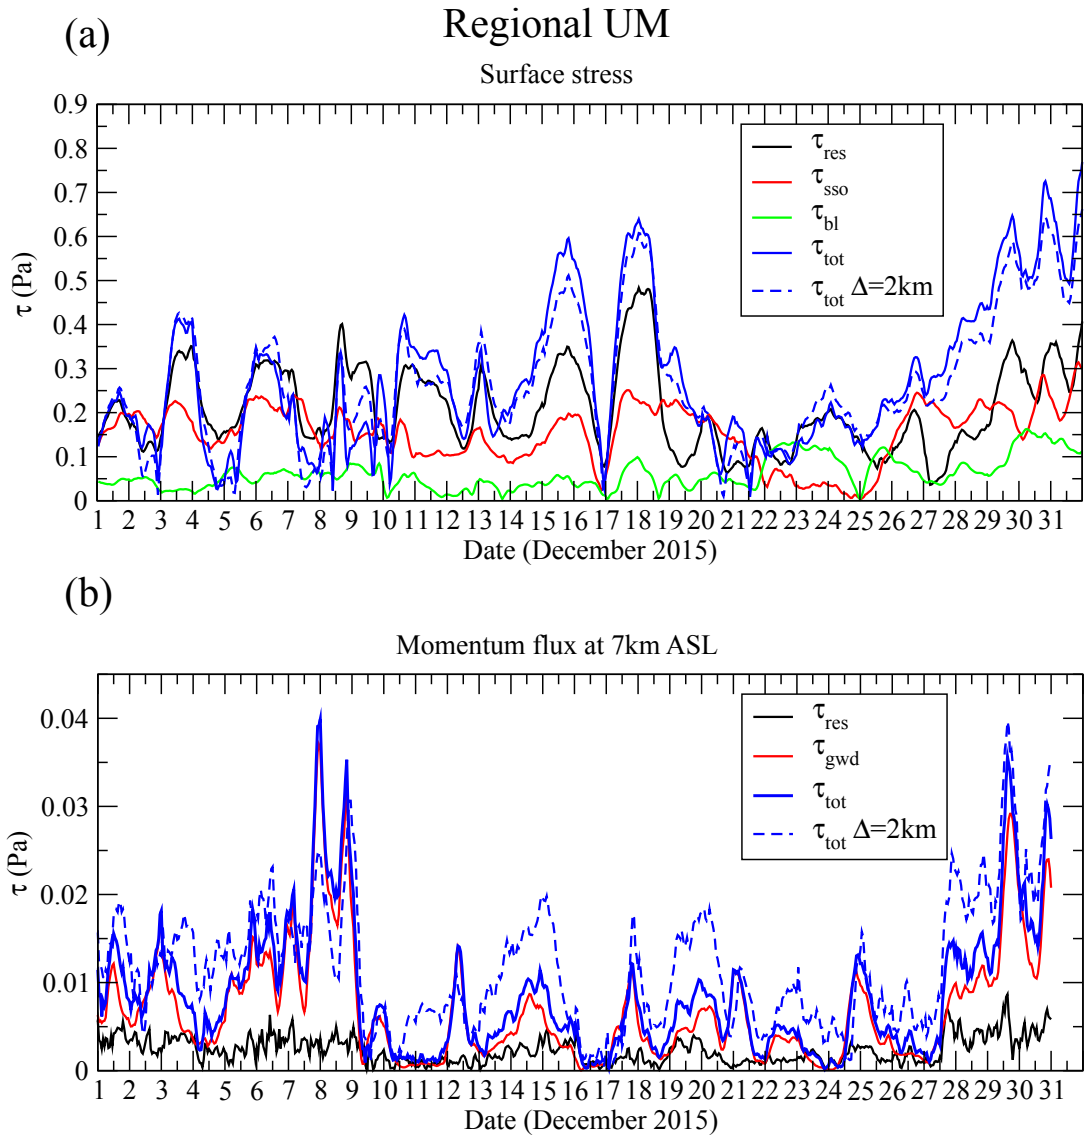 Regional UM
(a)
Surface stress
0.9
0.8
0.7
0.6
0.5
0.4
0.3
0.2
0.1
0
τ (Pa)
τres
τsso
τbl
τtot
τtot Δ=2km
1 2 3 4 5 6 7 8 9 10 11 12 13 14 15 16 17 18 19 20 21 22 23 24 25 26 27 28 29 30 31
Date (December 2015)
(b)
Momentum flux at 7km ASL
0.04
0.03
0.02
0.01
0
τ (Pa)
τres
τgwd
τtot
τtot Δ=2km
1 2 3 4 5 6 7 8 9 10 11 12 13 14 15 16 17 18 19 20 21 22 23 24 25 26 27 28 29 30 31
Date (December 2015)